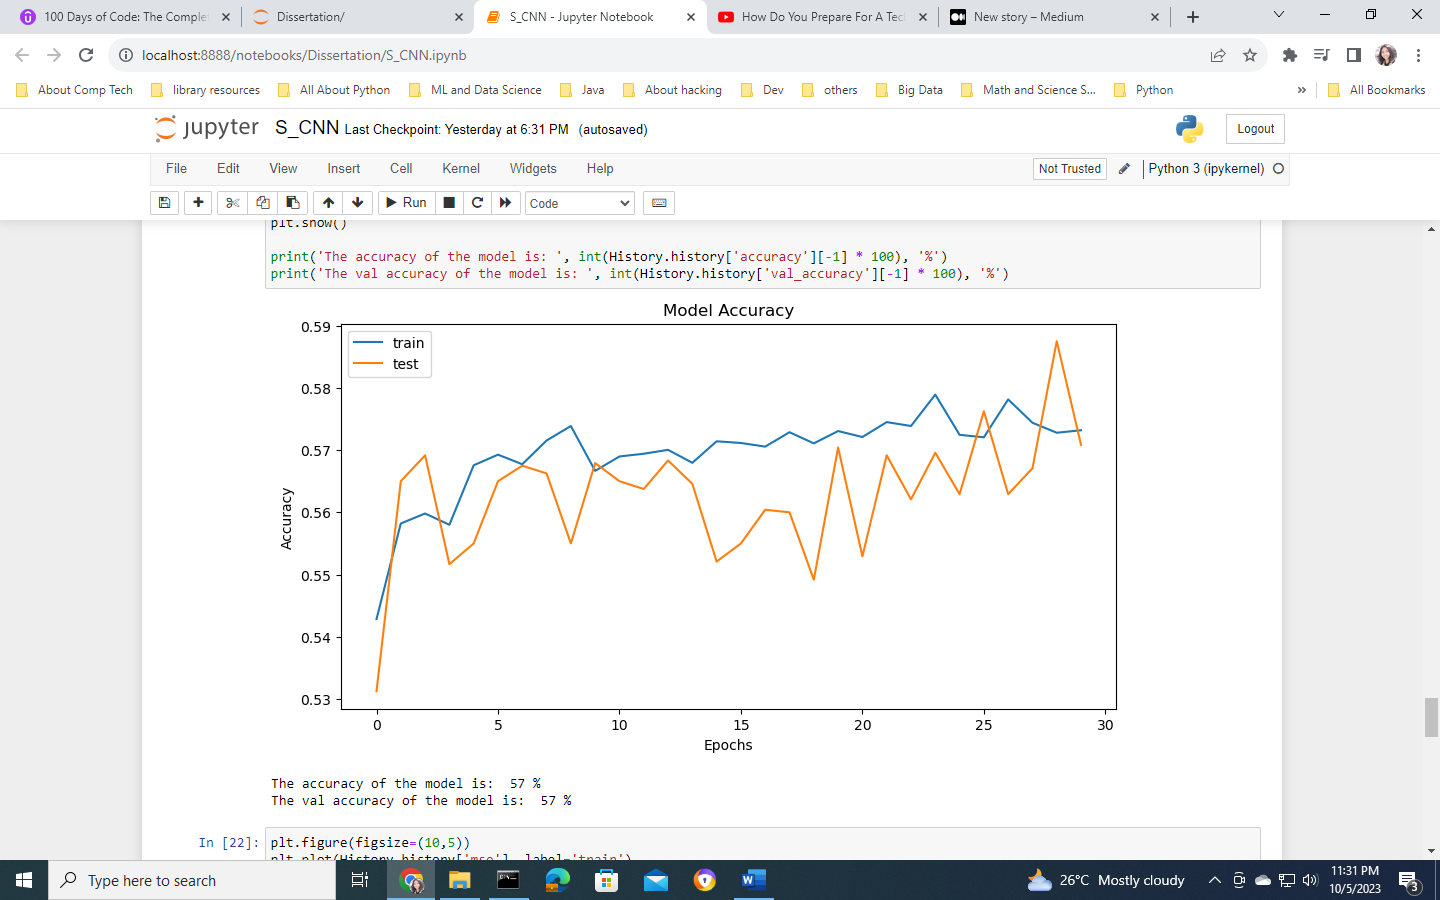 100 Days of Code: The Complet
Dissertation/
S_CNN - Jupyter Notebook
How Do You Prepare For A Tec
New story – Medium
localhost:8888/notebooks/Dissertation/S_CNN.ipynb
About Comp Tech
library resources
All About Python
ML and Data Science
Java
About hacking
Dev
others
Big Data
Math and Science S...
Python
»
All Bookmarks
jupyter S_CNN Last Checkpoint: Yesterday at 6:31 PM (autosaved)
Logout
File Edit View Insert Cell Kernel Widgets Help
Not Trusted
Python 3 (ipykernel)
Run
Code
plt.show()
print('The accuracy of the model is: ', int(History.history['accuracy'][-1] * 100), '%')
print('The val accuracy of the model is: ', int(History.history['val_accuracy'][-1] * 100), '%')
Model Accuracy
train
test
0.59
0.58
0.57
0.56
0.55
0.54
0.53
Accuracy
0 5 10 15 20 25 30
Epochs
The accuracy of the model is:  57 %
The val accuracy of the model is:  57 %
In [22]: plt.figure(figsize=(10,5))
plt.plot(History.history['mse'], label='train')
Type here to search
26°C Mostly cloudy
11:31 PM
10/5/2023
3